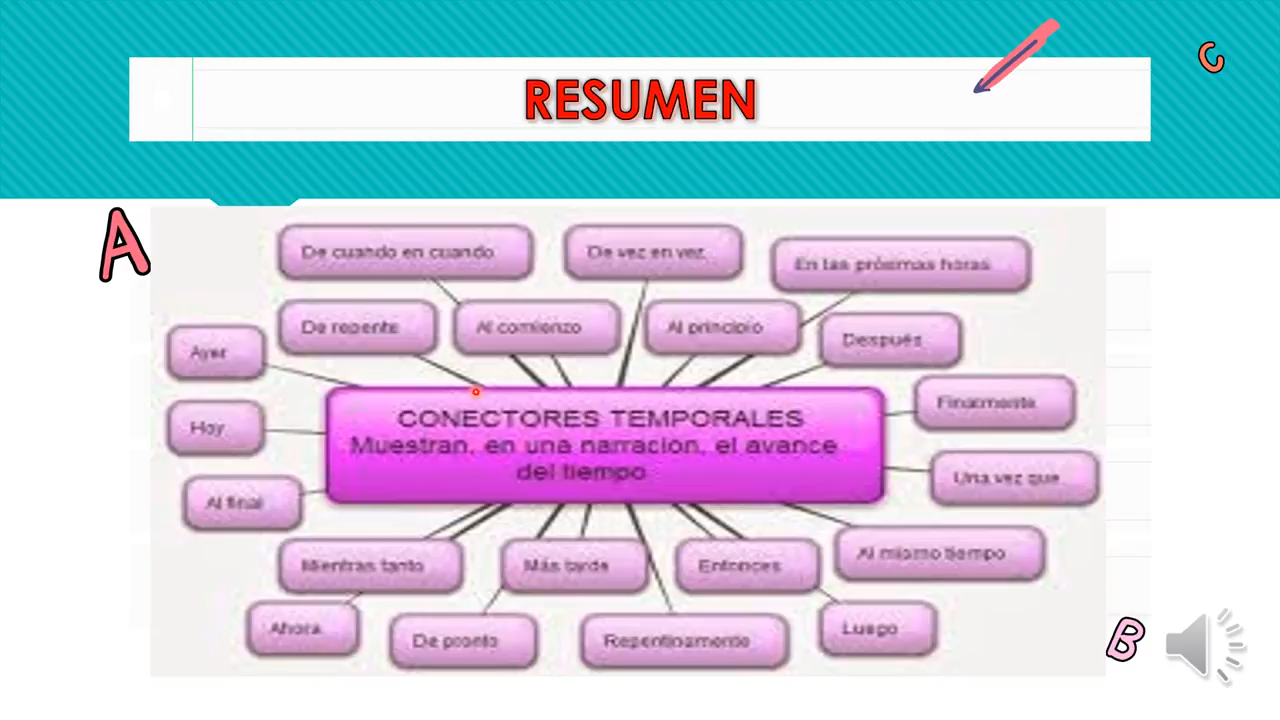 C
RESUMEN
A
De cuando en cuando
De vez en vez
En las próximas horas
De repente
Al comienzo
Al principio
Después
Ayer
Finalmente
Hoy
CONECTORES TEMPORALES
Muestran, en una narracion, el avance
del tiempo
Una vez que
Al final
Al mismo tiempo
Mientras tanto
Más tarde
Entonces
Ahora
De pronto
Repentinamente
Luego
B